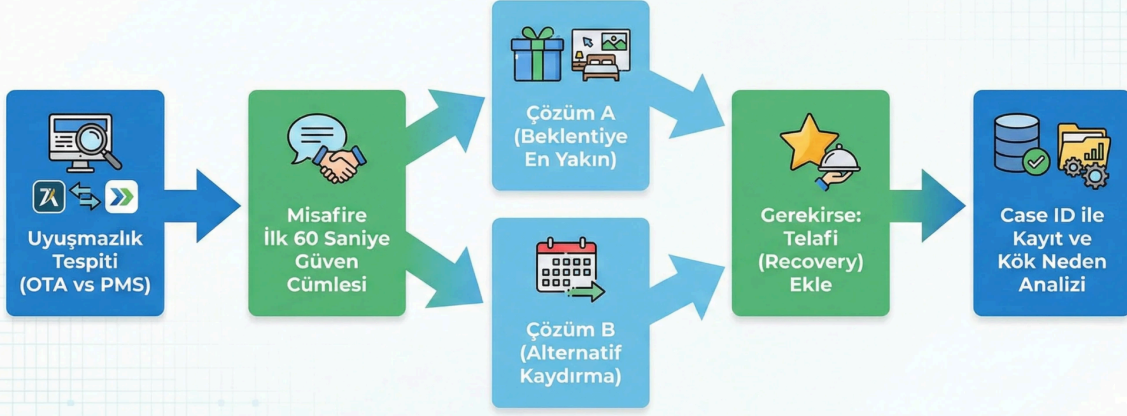 Uyuşmazlık
Tespiti
(OTA vs PMS)
Misafire
İlk 60 Saniye
Güven
Cümlesi
Çözüm A
(Beklentiye
En Yakın)
Çözüm B
(Alternatif
Kaydırma)
Gerekirse:
Telafi
(Recovery)
Ekle
Case ID ile
Kayıt ve
Kök Neden
Analizi